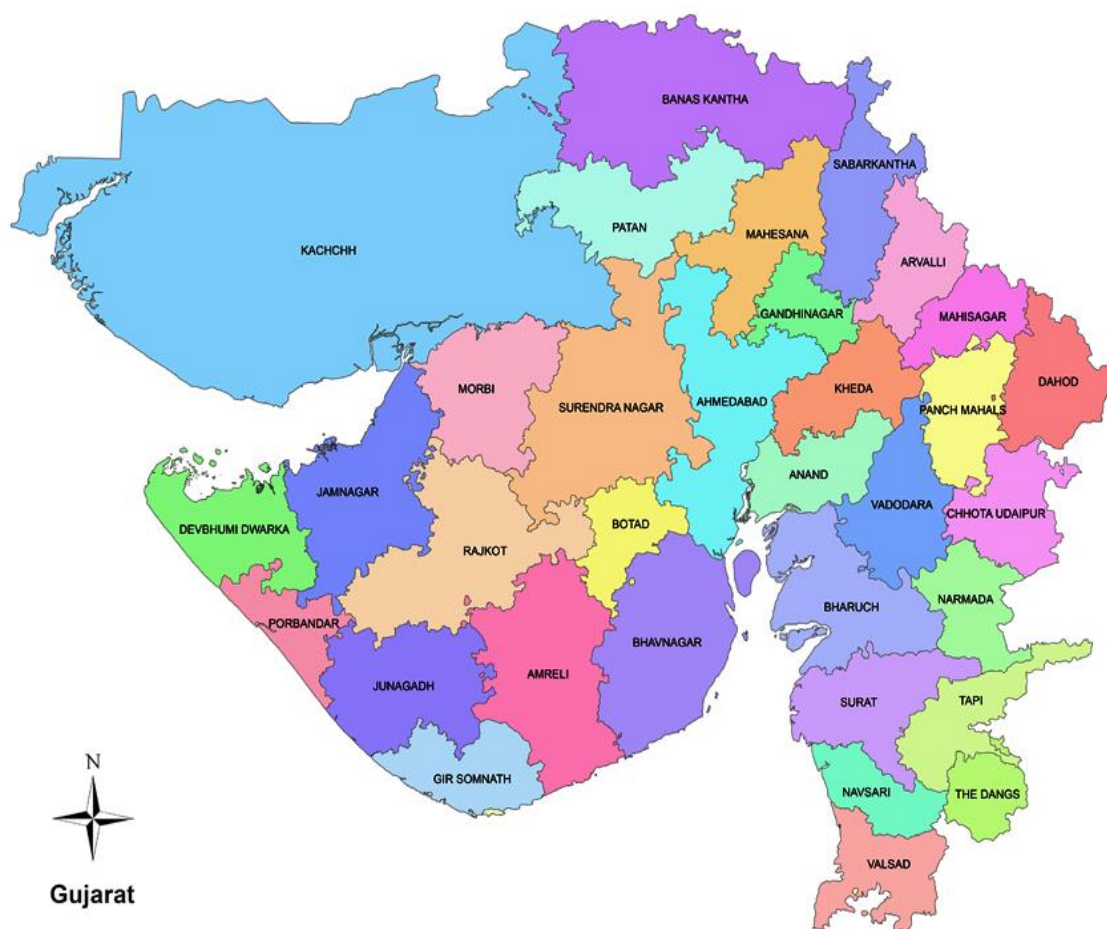 BANAS KANTHA
SABARKANTHA
PATAN
MAHESANA
KACHCHH
ARVALLI
GANDHINAGAR
MAHISAGAR
MORBI
SURENDRA NAGAR
AHMEDABAD
KHEDA
DAHOD
PANCH MAHALS
JAMNAGAR
ANAND
VADODARA
CHHOTA UDAIPUR
DEVBHUMI DWARKA
BOTAD
RAJKOT
NARMADA
BHARUCH
PORBANDAR
BHAVNAGAR
AMRELI
JUNAGADH
SURAT
TAPI
GIR SOMNATH
NAVSARI
THE DANGS
VALSAD
N
Gujarat